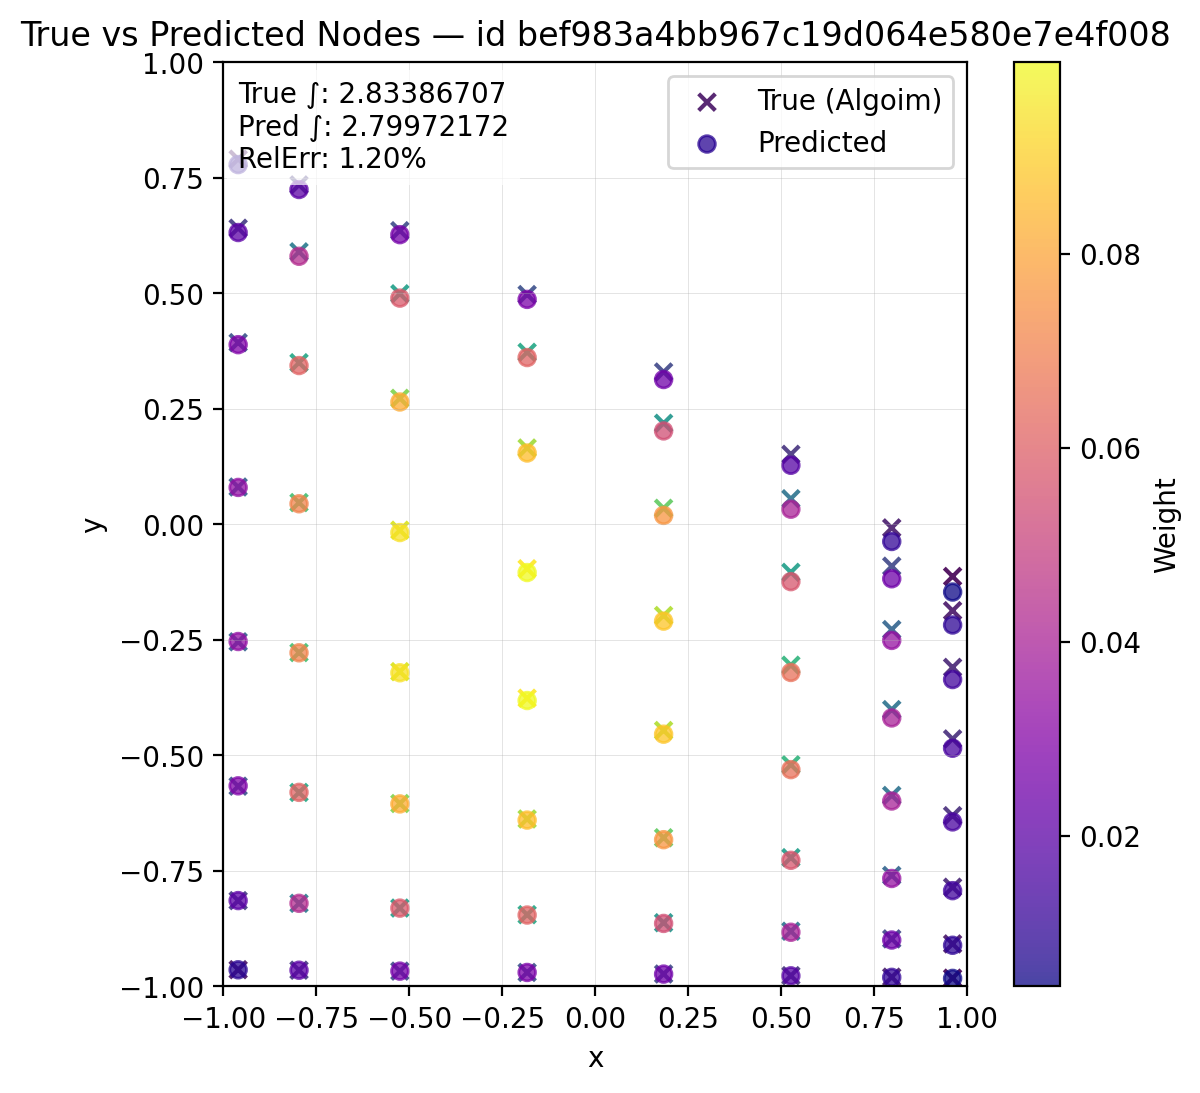 True vs Predicted Nodes — id bef983a4bb967c19d064e580e7e4f008
True ∫: 2.83386707
Pred ∫: 2.79972172
RelErr: 1.20%
True (Algoim)
Predicted
1.00
0.75
0.50
0.25
0.00
−0.25
−0.50
−0.75
−1.00
y
−1.00 −0.75 −0.50 −0.25 0.00 0.25 0.50 0.75 1.00
x
0.08
0.06
0.04
0.02
Weight